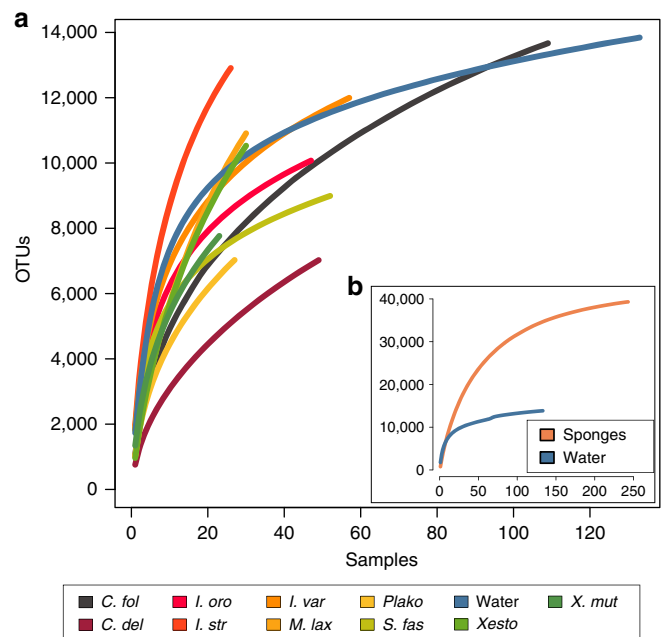 a
14,000
12,000
10,000
8,000
6,000
4,000
2,000
0
OTUs
0 20 40 60 80 100 120
Samples
b
40,000
30,000
20,000
10,000
0
0 50 100 150 200 250
Sponges
Water
C. fol I. oro I. var Plako Water X. mut
C. del I. str M. lax S. fas Xesto